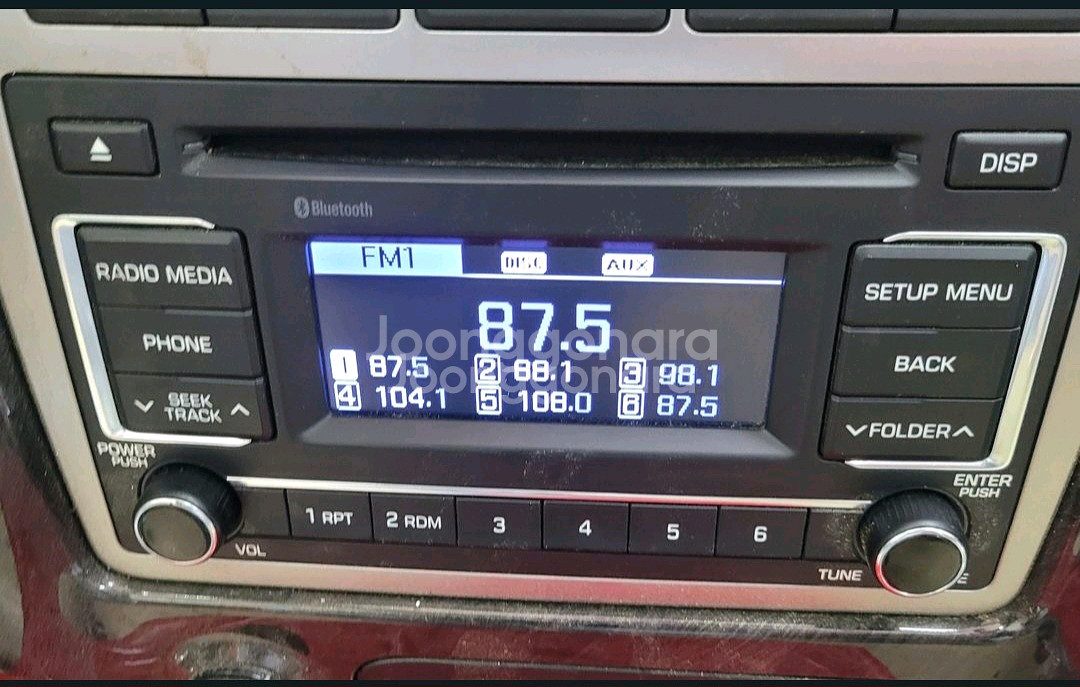 ⏏
DISP
Bluetooth
RADIO MEDIA
PHONE
SEEK
TRACK
FM1
DISC
AUX
87.5
1 87.5 2 88.1 3 98.1
4 104.1 5 108.0 6 87.5
Joonggonara
Joonggonara
SETUP MENU
BACK
FOLDER
POWER
PUSH
VOL
1 RPT
2 RDM
3
4
5
6
ENTER
PUSH
TUNE